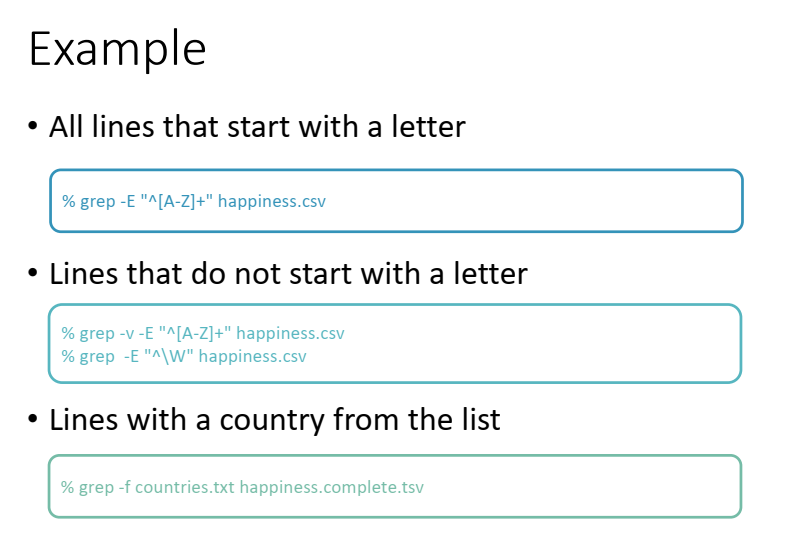 Example
• All lines that start with a letter
% grep -E "^[A-Z]+" happiness.csv
• Lines that do not start with a letter
% grep -v -E "^[A-Z]+" happiness.csv
% grep  -E "^\W" happiness.csv
• Lines with a country from the list
% grep -f countries.txt happiness.complete.tsv